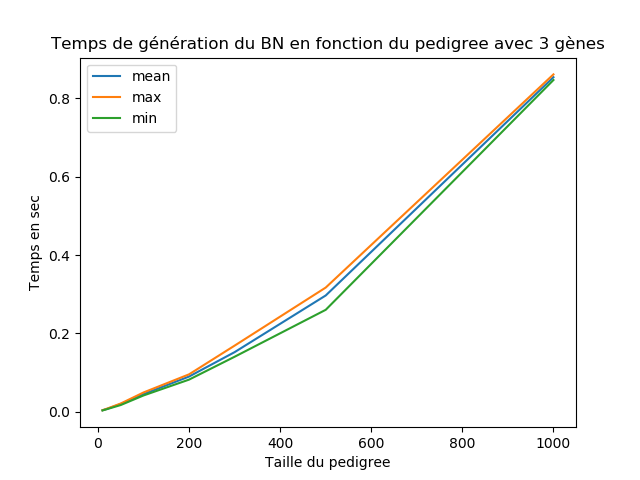 Temps de génération du BN en fonction du pedigree avec 3 gènes
mean
max
min
0.8
0.6
0.4
0.2
0.0
Temps en sec
0 200 400 600 800 1000
Taille du pedigree